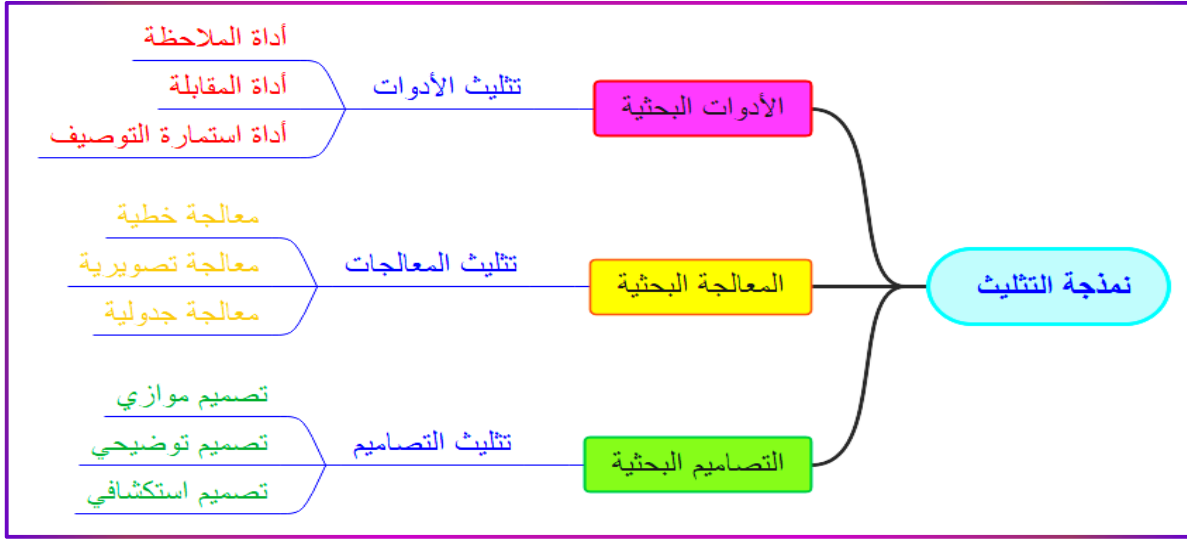 نمذجة التثليث
الأدوات البحثية
تثليث الأدوات
أداة الملاحظة
أداة المقابلة
أداة استمارة التوصيف
المعالجة البحثية
تثليث المعالجات
معالجة خطية
معالجة تصويرية
معالجة جدولية
التصاميم البحثية
تثليث التصاميم
تصميم موازي
تصميم توضيحي
تصميم استكشافي